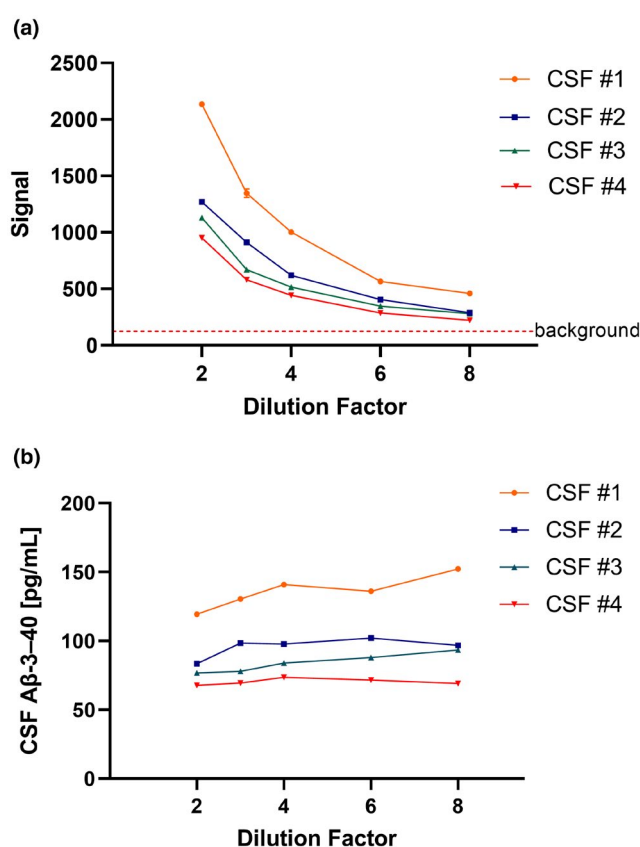 (a)
2500
2000
1500
1000
500
0
Signal
CSF #1
CSF #2
CSF #3
CSF #4
background
2 4 6 8
Dilution Factor
(b)
200
150
100
50
0
CSF Aβ-3–40 [pg/mL]
CSF #1
CSF #2
CSF #3
CSF #4
2 4 6 8
Dilution Factor